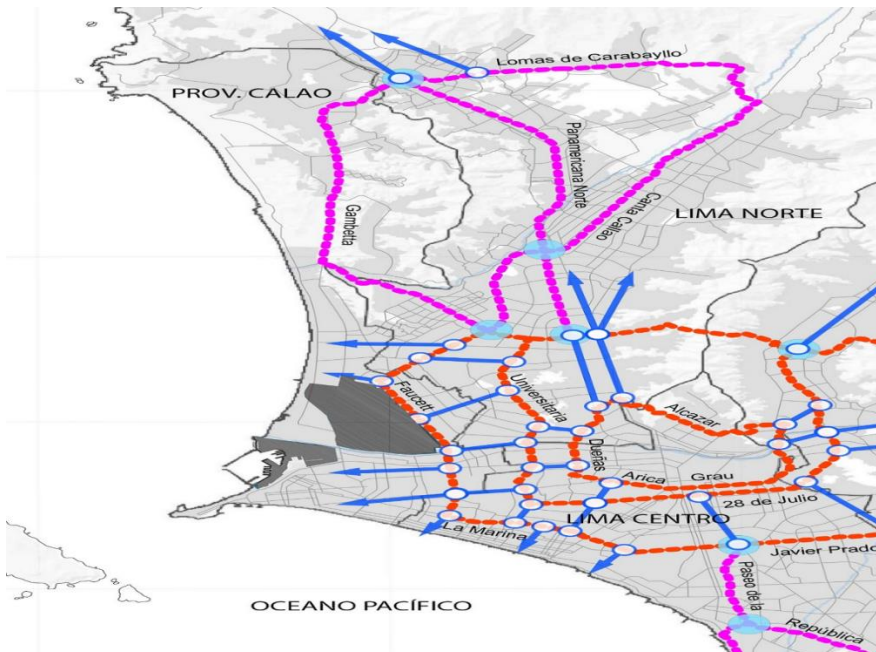 Lomas de Carabayllo
PROV. CALAO
Panamericana Norte
Gambetta
Canta Callao
LIMA NORTE
Faucett
Universitaria
Dueñas
Alcazar
Arica
Grau
28 de Julio
LIMA CENTRO
La Marina
Javier Prado
Paseo de la
República
OCEANO PACÍFICO